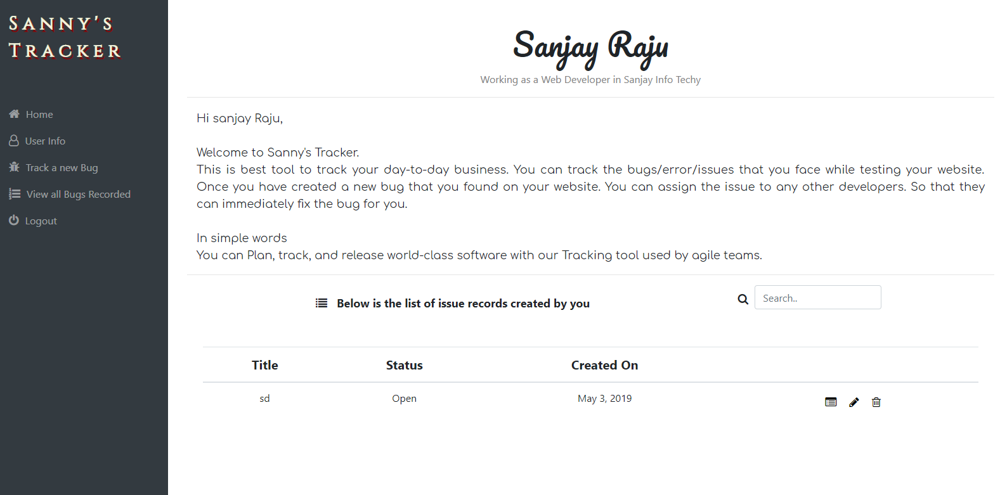 Sanny's
Tracker
Home
User Info
Track a new Bug
View all Bugs Recorded
Logout
Sanjay Raju
Working as a Web Developer in Sanjay Info Techy
Hi sanjay Raju,
Welcome to Sanny's Tracker.
This is best tool to track your day-to-day business. You can track the bugs/error/issues that you face while testing your website.
Once you have created a new bug that you found on your website. You can assign the issue to any other developers. So that they
can immediately fix the bug for you.
In simple words
You can Plan, track, and release world-class software with our Tracking tool used by agile teams.
Below is the list of issue records created by you
Search..
Title Status Created On
sd Open May 3, 2019